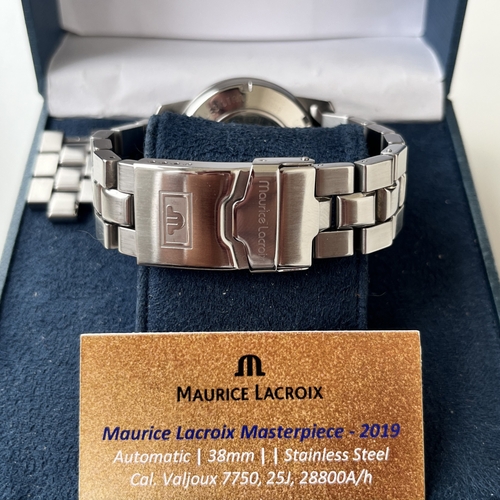 Maurice Lacroix
MAURICE LACROIX
Maurice Lacroix Masterpiece - 2019
Automatic | 38mm | | Stainless Steel
Cal. Valjoux 7750, 25J, 28800A/h